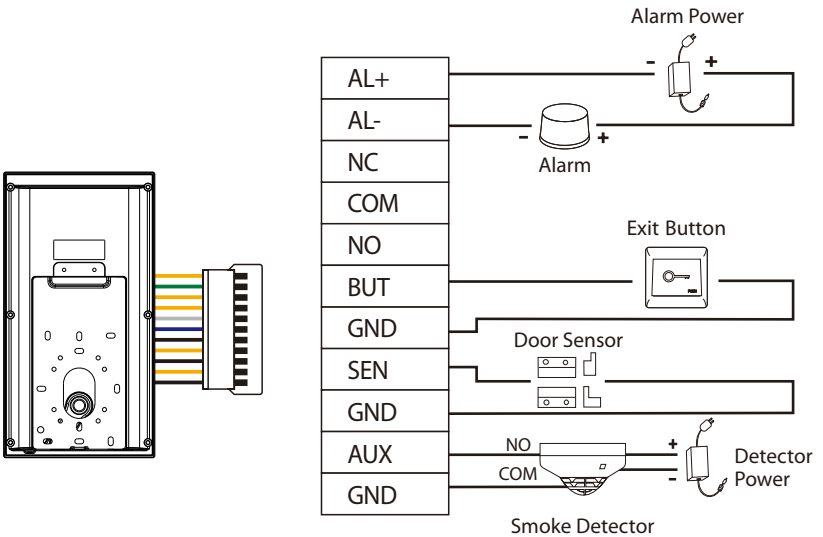 Alarm Power
- +
AL+
AL-
- +
Alarm
NC
COM
NO
Exit Button
BUT
PUSH
GND
Door Sensor
SEN
GND
AUX
NO
+
COM
-
Detector
Power
GND
Smoke Detector